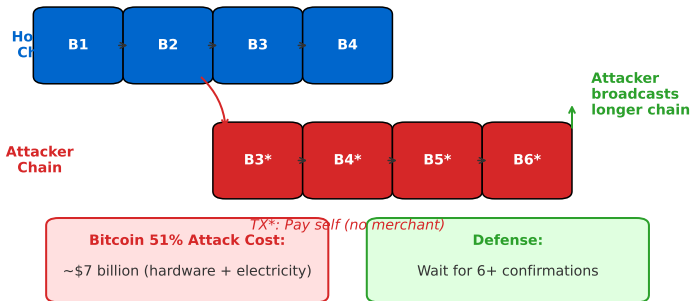 Ho
Ch
B1
B2
B3
B4
Attacker
broadcasts
longer chain
Attacker
Chain
B3*
B4*
B5*
B6*
TX*: Pay self (no merchant)
Bitcoin 51% Attack Cost:
~$7 billion (hardware + electricity)
Defense:
Wait for 6+ confirmations